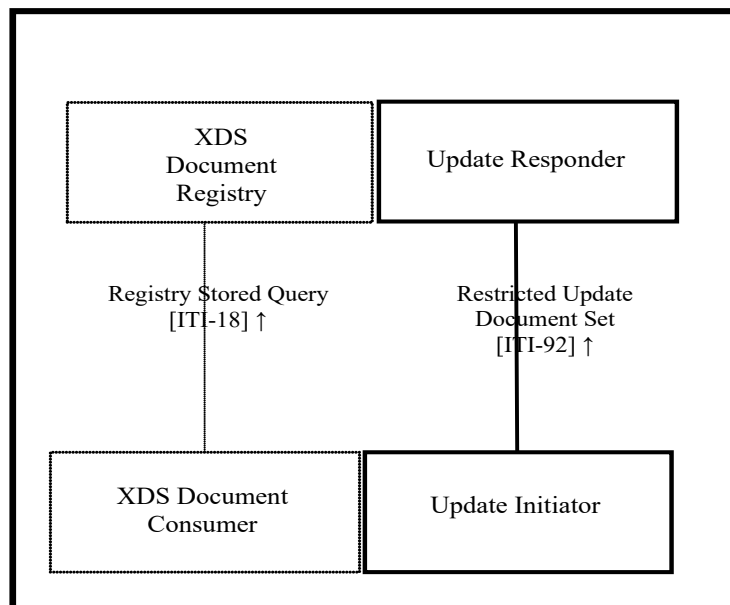 XDS
Document
Registry
Update Responder
Registry Stored Query
[ITI-18] ↑
Restricted Update
Document Set
[ITI-92] ↑
XDS Document
Consumer
Update Initiator